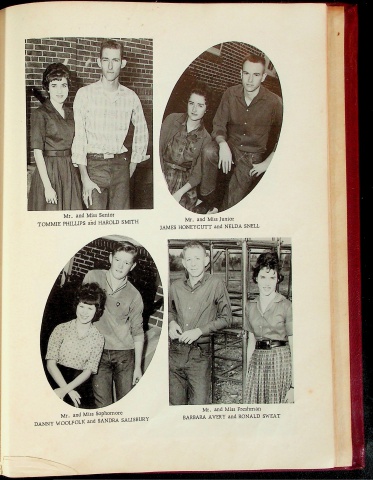 Mr. and Miss Senior
TOMMIE PHILLIPS and HAROLD SMITH
Mr. and Miss Junior
JAMES HONEYCUTT and NELDA SNELL
Mr. and Miss Sophomore
DANNY WOOLFOLK and SANDRA SALISBURY
Mr. and Miss Freshman
BARBARA AVERY and RONALD SWEAT